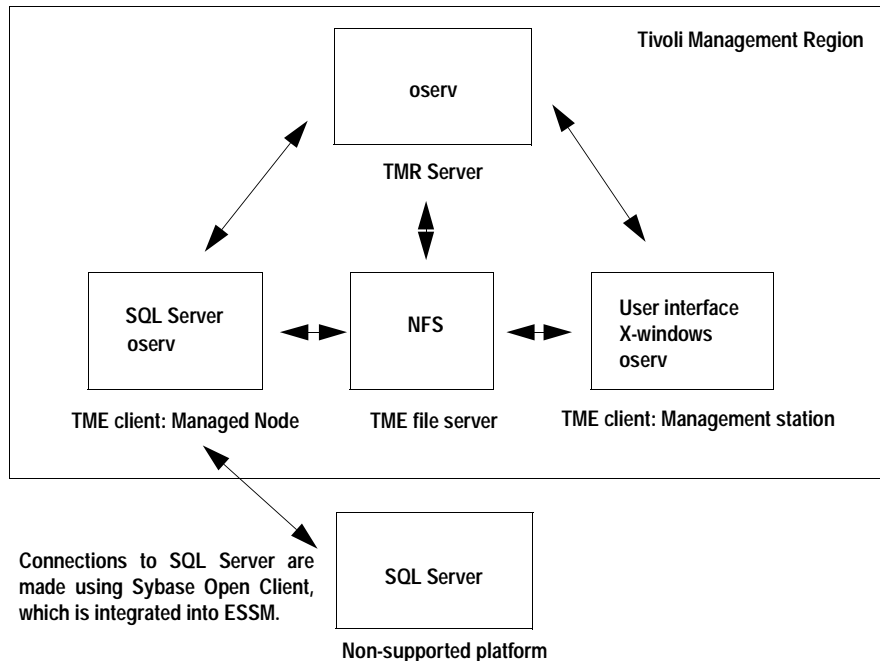 Tivoli Management Region
oserv
TMR Server
SQL Server
oserv
NFS
User interface
X-windows
oserv
TME client: Managed Node
TME file server
TME client: Management station
Connections to SQL Server are
made using Sybase Open Client,
which is integrated into ESSM.
SQL Server
Non-supported platform